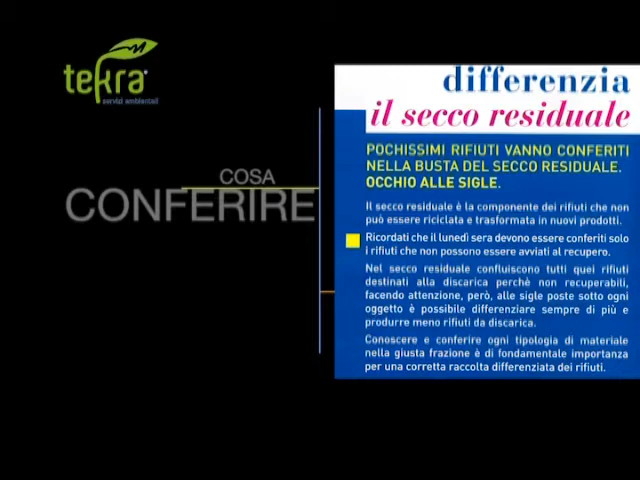 tekra
servizi ambientali
COSA
CONFERIRE
differenzia
il secco residuale
POCHISSIMI RIFIUTI VANNO CONFERITI
NELLA BUSTA DEL SECCO RESIDUALE.
OCCHIO ALLE SIGLE.
Il secco residuale è la componente dei rifiuti che non
può essere riciclata e trasformata in nuovi prodotti.
Ricordati che il lunedì sera devono essere conferiti solo
i rifiuti che non possono essere avviati al recupero.
Nel secco residuale confluiscono tutti quei rifiuti
destinati alla discarica perchè non recuperabili,
facendo attenzione, però, alle sigle poste sotto ogni
oggetto è possibile differenziare sempre di più e
produrre meno rifiuti da discarica.
Conoscere e conferire ogni tipologia di materiale
nella giusta frazione è di fondamentale importanza
per una corretta raccolta differenziata dei rifiuti.